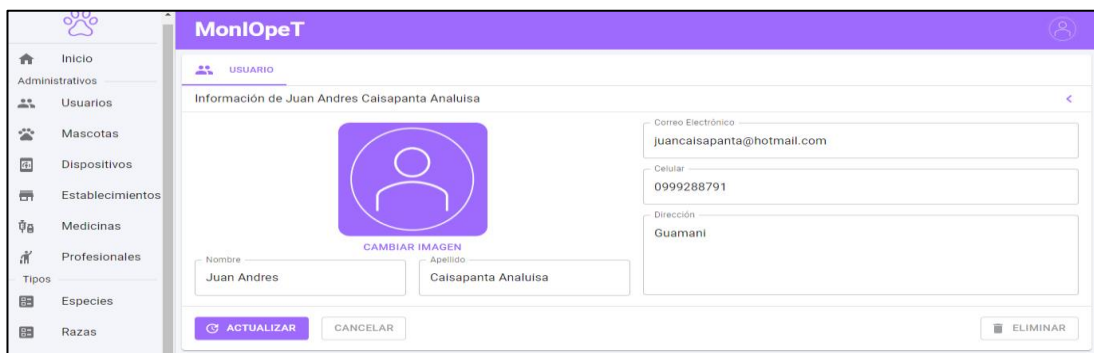 MonIOpeT
Inicio
Administrativos
Usuarios
Mascotas
Dispositivos
Establecimientos
Medicinas
Profesionales
Tipos
Especies
Razas
USUARIO
Información de Juan Andres Caisapanta Analuisa
<
CAMBIAR IMAGEN
Nombre
Juan Andres
Apellido
Caisapanta Analuisa
Correo Electrónico
juancaisapanta@hotmail.com
Celular
0999288791
Dirección
Guamani
ACTUALIZAR
CANCELAR
ELIMINAR